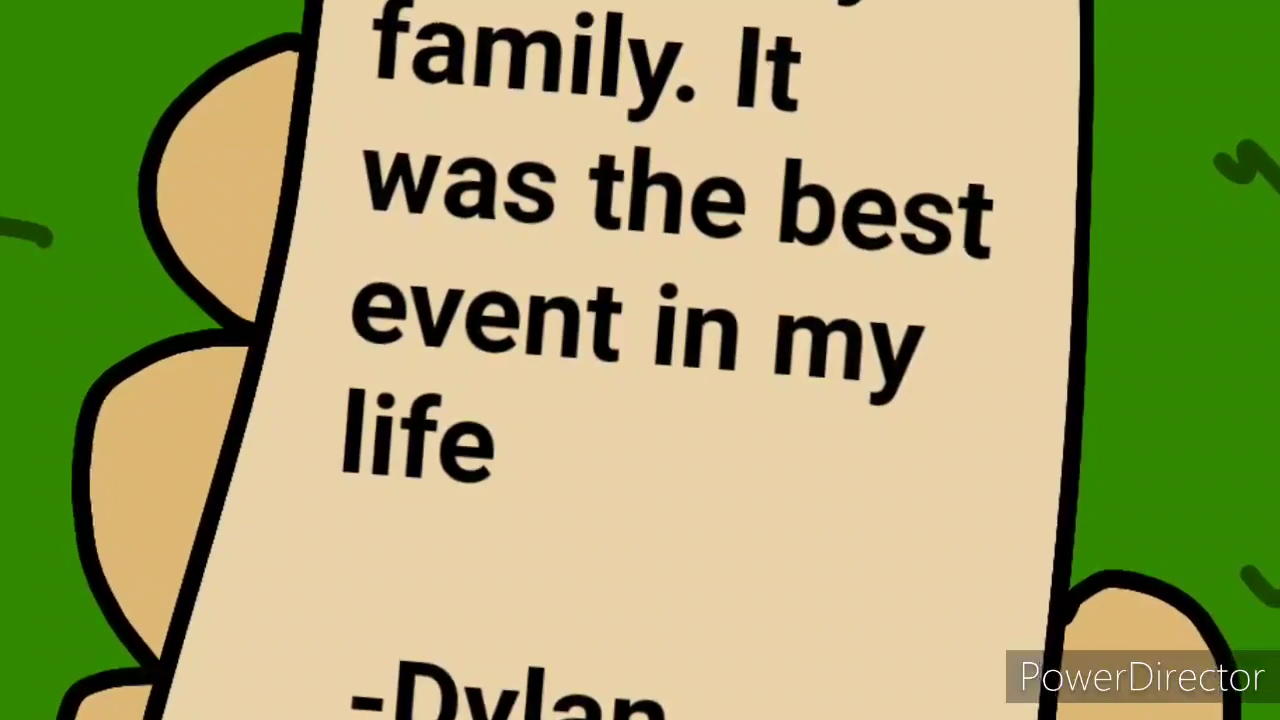 family. It
was the best
event in my
life
-Dylan
PowerDirector